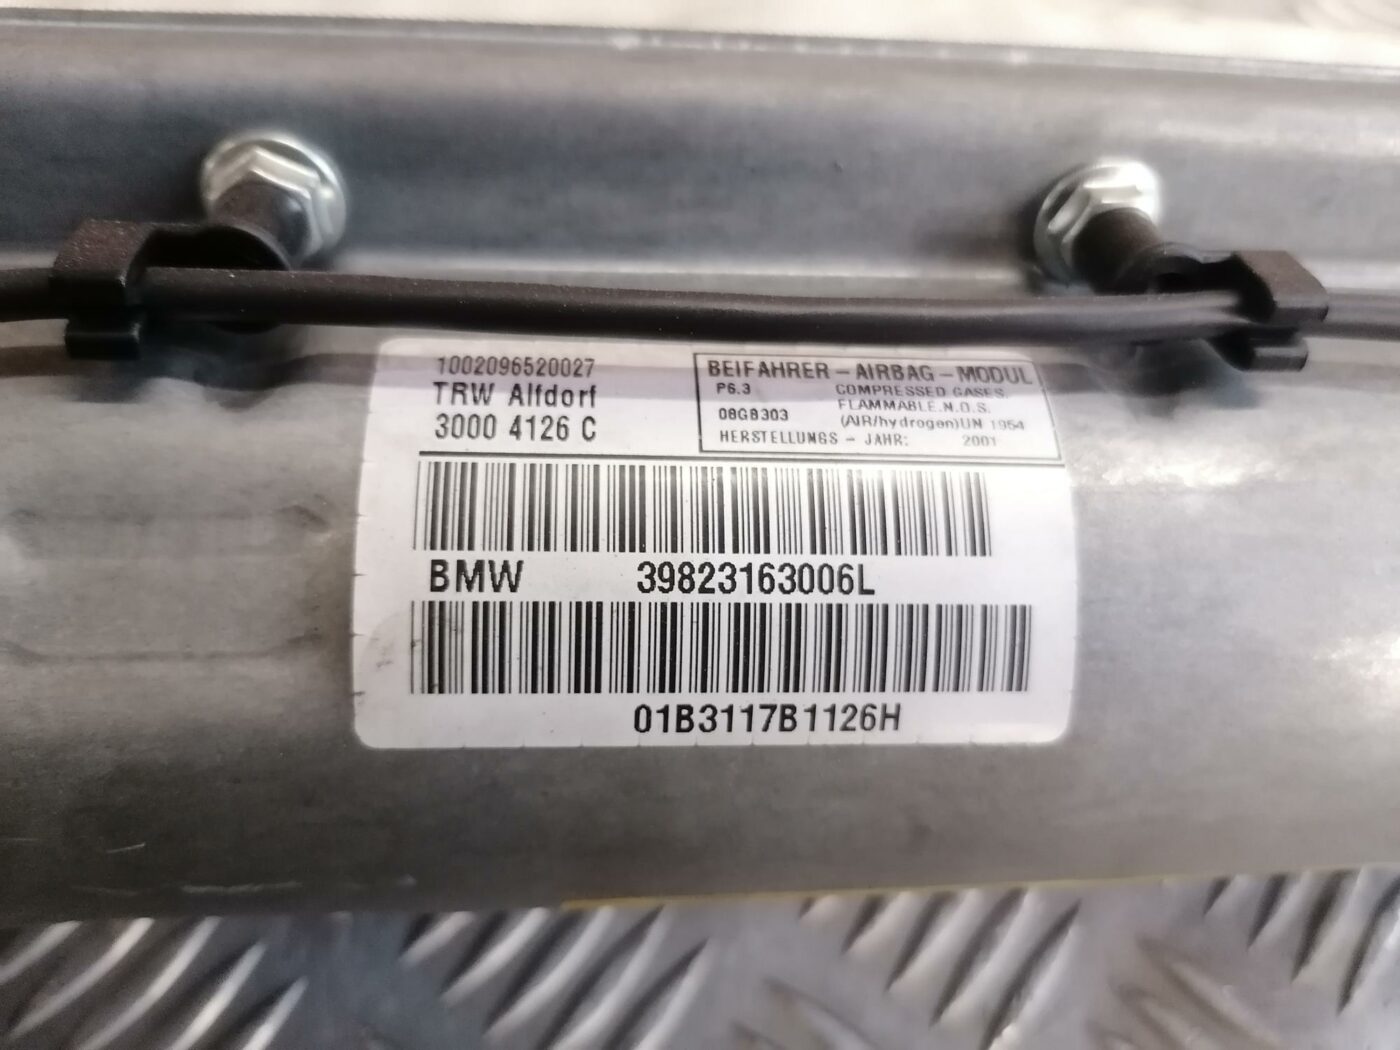 1002096520027
TRW Alfdorf
3000 4126 C
BEIFAHRER-AIRBAG-MODUL
P6.3 COMPRESSED GASES.
FLAMMABLE.N.O.S.
08G8303 (AIR/hydrogen)UN 1954
HERSTELLUNGS - JAHR: 2001
BMW 39823163006L
01B3117B1126H